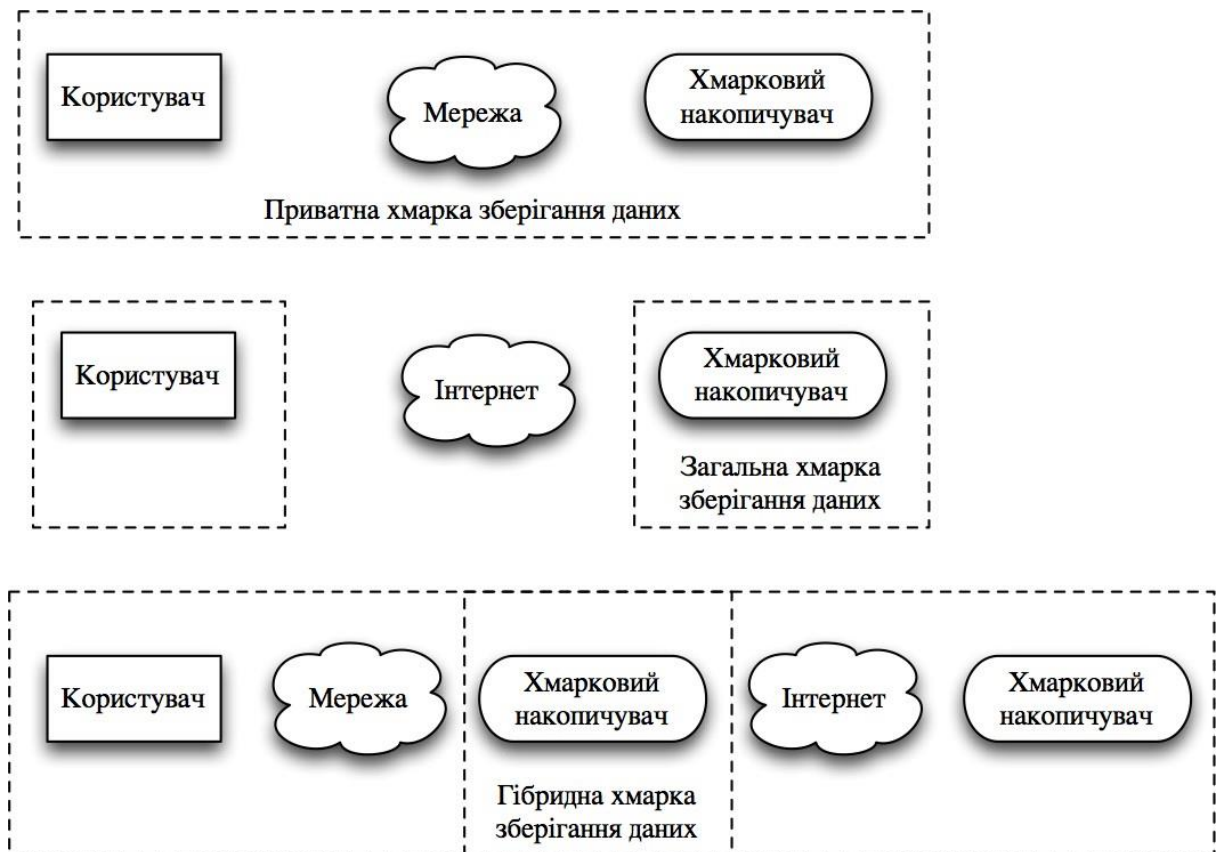 Користувач
Мережа
Хмарковий
накопичувач
Приватна хмарка зберігання даних
Користувач
Інтернет
Хмарковий
накопичувач
Загальна хмарка
зберігання даних
Користувач
Мережа
Хмарковий
накопичувач
Інтернет
Хмарковий
накопичувач
Гібридна хмарка
зберігання даних